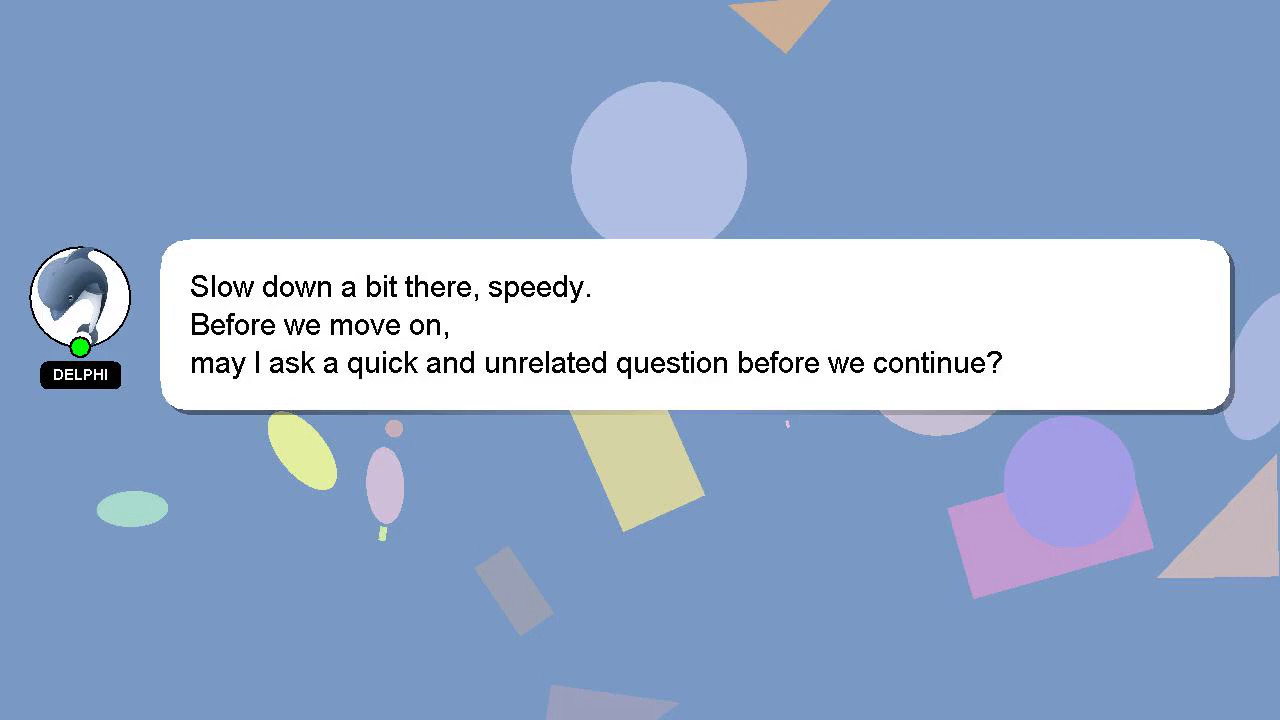 Slow down a bit there, speedy.
Before we move on,
may I ask a quick and unrelated question before we continue?
DELPHI